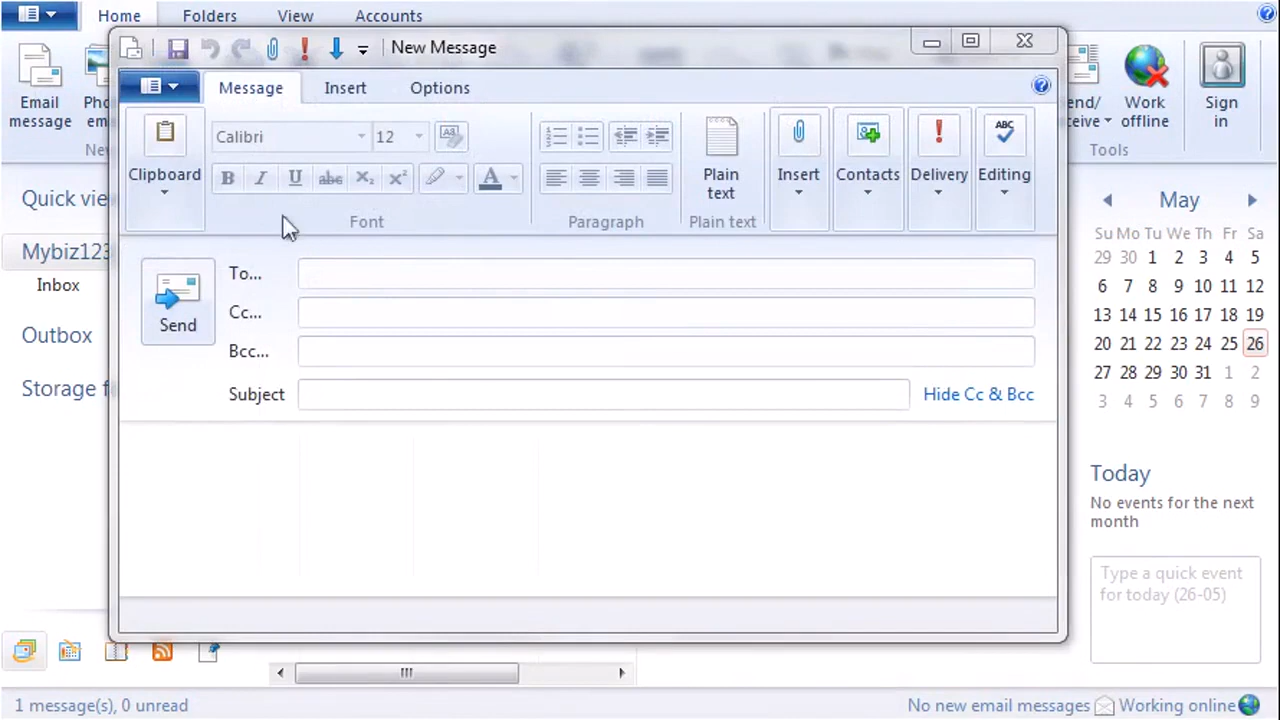 Home Folders View Accounts
New Message
Message Insert Options
Email message
Clipboard
Calibri 12
B I U abc X₂ X²
Font
Paragraph
Plain text
Plain text
Insert
Contacts
Delivery
ABC
Editing
Work offline
Sign in
Tools
Send
To...
Cc...
Bcc...
Subject
Hide Cc & Bcc
Quick
Mybiz123
Inbox
Outbox
Storage
May
Su Mo Tu We Th Fr Sa
29 30 1 2 3 4 5
6 7 8 9 10 11 12
13 14 15 16 17 18 19
20 21 22 23 24 25 26
27 28 29 30 31 1 2
3 4 5 6 7 8 9
Today
No events for the next
month
Type a quick event
for today (26-05)
1 message(s), 0 unread
No new email messages
Working online